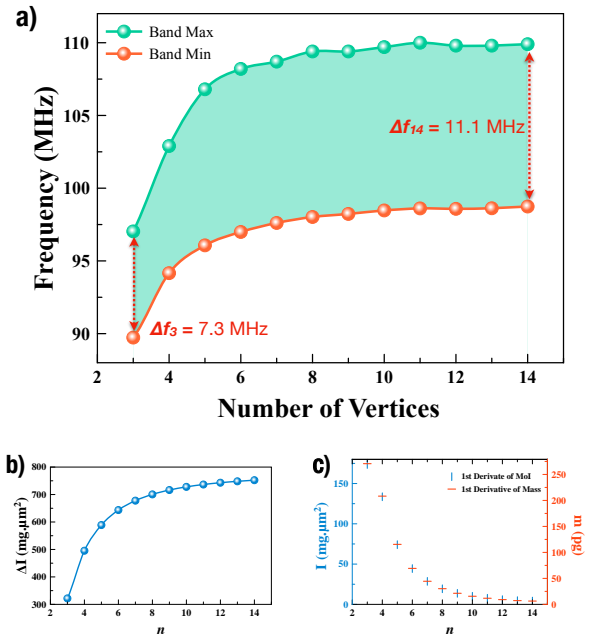 a)
Band Max
Band Min
110
105
100
95
90
Frequency (MHz)
Δf14 = 11.1 MHz
Δf3 = 7.3 MHz
2 4 6 8 10 12 14
Number of Vertices
b)
800
700
600
500
400
300
ΔI (mg.μm²)
2 4 6 8 10 12 14
n
c)
1st Derivate of MoI
1st Derivative of Mass
150
125
100
75
50
25
0
I (mg.μm²)
250
200
150
100
50
0
m (pg)
2 4 6 8 10 12 14
n